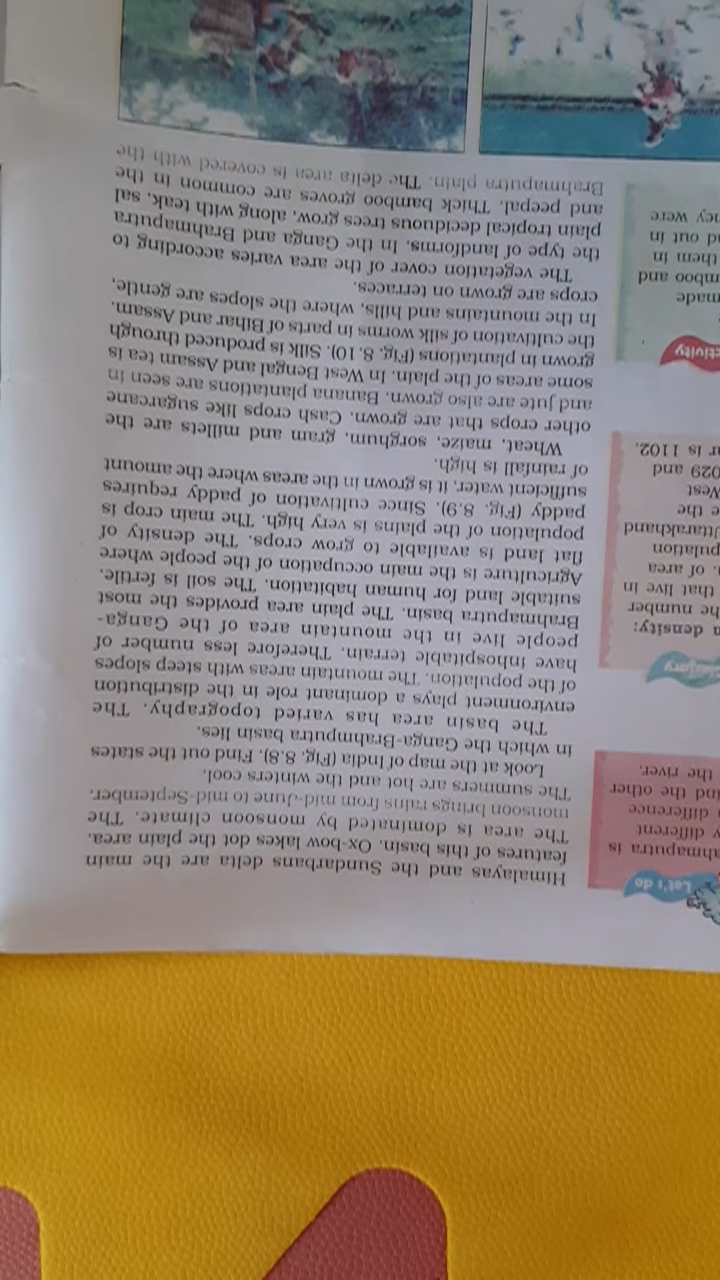 Himalayas and the Sundarbans delta are the main
features of this basin. Ox-bow lakes dot the plain area.
The area is dominated by monsoon climate. The
monsoon brings rains from mid-June to mid-September.
The summers are hot and the winters cool.
Look at the map of India (Fig. 8.8). Find out the states
in which the Ganga-Brahmputra basin lies.
The basin area has varied topography. The
environment plays a dominant role in the distribution
of the population. The mountain areas with steep slopes
have inhospitable terrain. Therefore less number of
people live in the mountain area of the Ganga-
Brahmaputra basin. The plain area provides the most
suitable land for human habitation. The soil is fertile.
Agriculture is the main occupation of the people where
flat land is available to grow crops. The density of
population of the plains is very high. The main crop is
paddy (Fig. 8.9). Since cultivation of paddy requires
sufficient water, it is grown in the areas where the amount
of rainfall is high.
Wheat, maize, sorghum, gram and millets are the
other crops that are grown. Cash crops like sugarcane
and jute are also grown. Banana plantations are seen in
some areas of the plain. In West Bengal and Assam tea is
grown in plantations (Fig. 8.10). Silk is produced through
the cultivation of silk worms in parts of Bihar and Assam.
In the mountains and hills, where the slopes are gentle,
crops are grown on terraces.
The vegetation cover of the area varies according to
the type of landforms. In the Ganga and Brahmaputra
plain tropical deciduous trees grow, along with teak, sal
and peepal. Thick bamboo groves are common in the
Brahmaputra plain. The delta area is covered with the
Let's do
ahmaputra is
y different
difference
ind the other
the river.
a density:
he number
that live in
. of area
pulation
Uttarakhand
e the
West
029 and
ar is 1102.
ctivity
made
mboo and
them in
nd out in
hey were